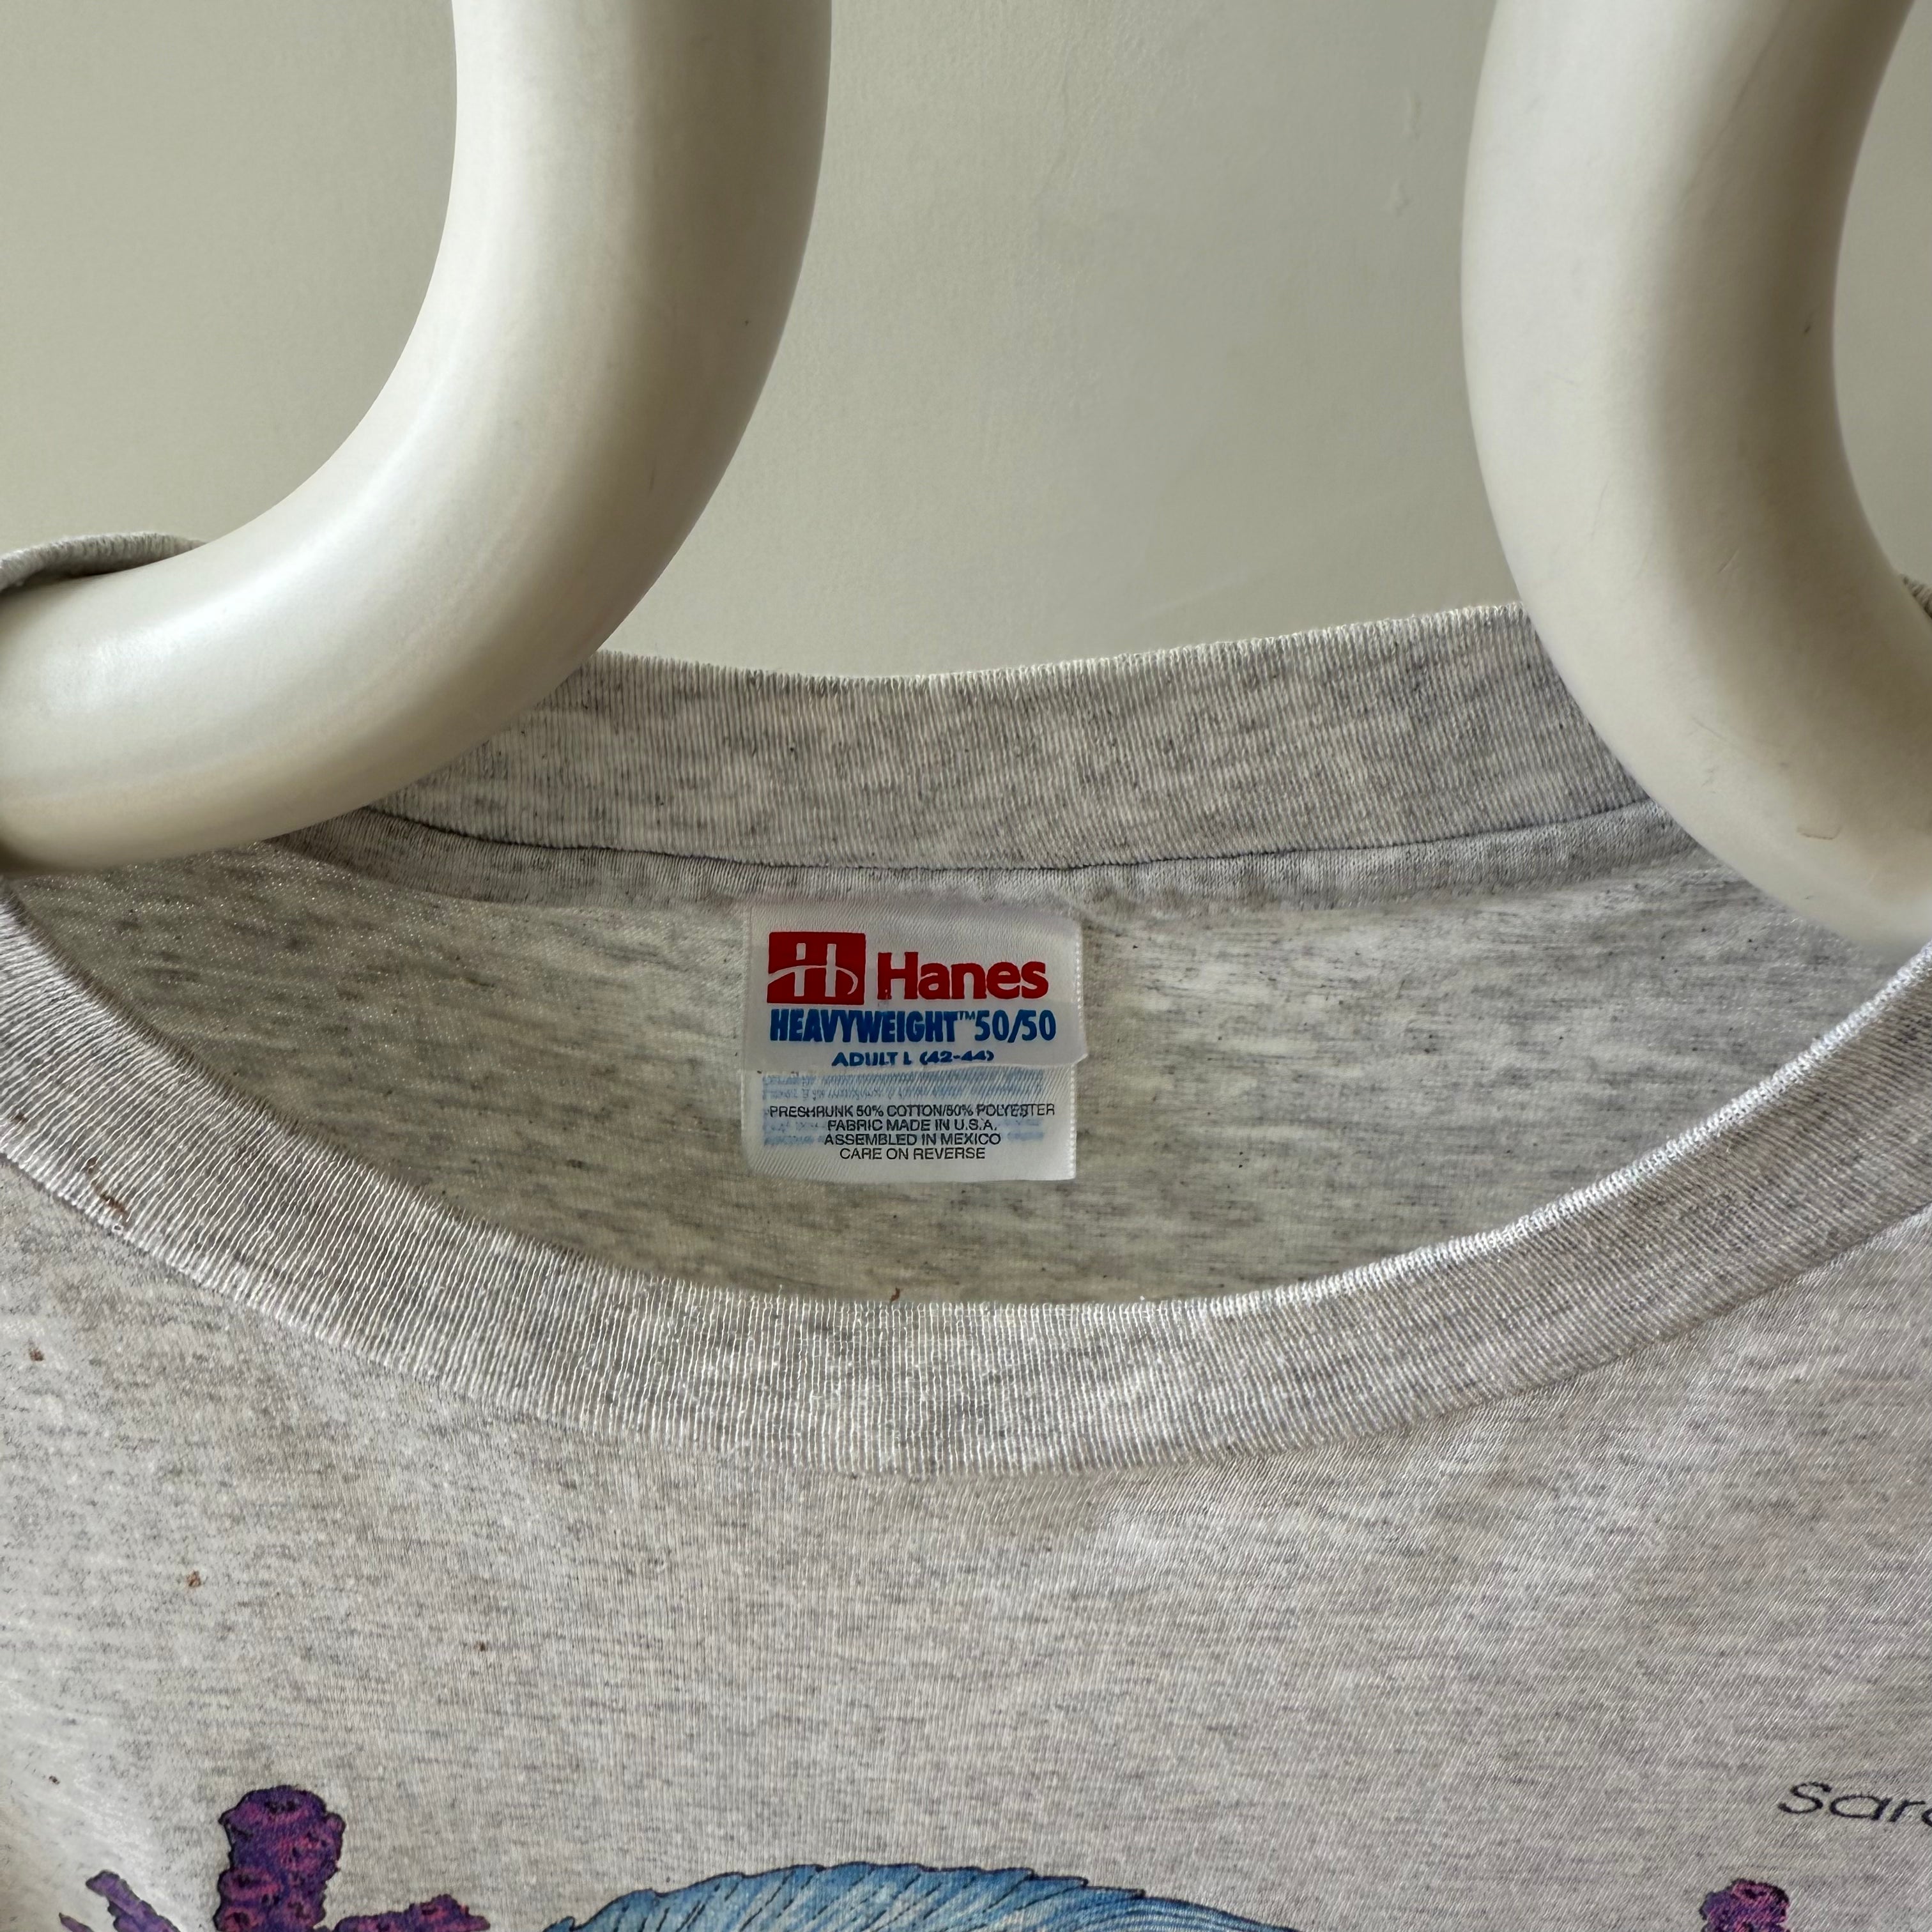 Hanes
HEAVYWEIGHT™ 50/50
ADULT L (42-44)
PRESHRUNK 50% COTTON/50% POLYESTER
FABRIC MADE IN U.S.A.
ASSEMBLED IN MEXICO
CARE ON REVERSE